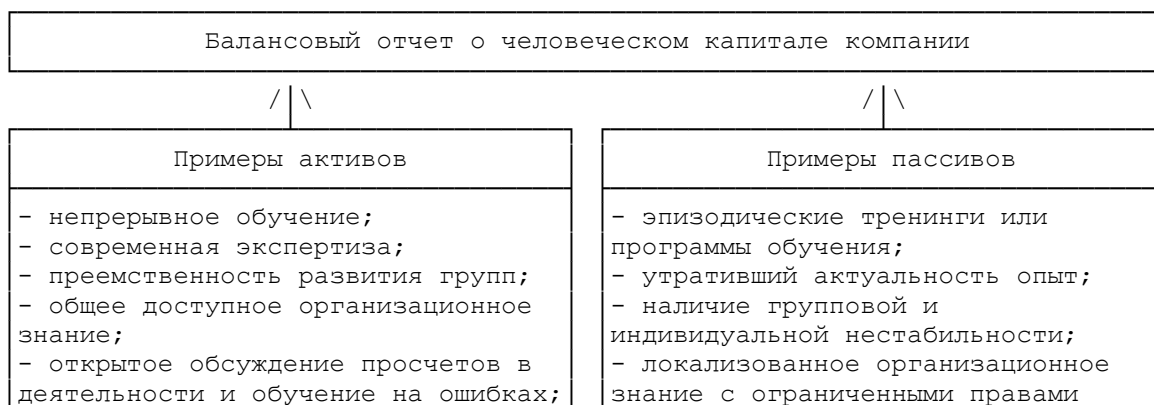 Балансовый отчет о человеческом капитале компании
Примеры активов
- непрерывное обучение;
- современная экспертиза;
- преемственность развития групп;
- общее доступное организационное
знание;
- открытое обсуждение просчетов в
деятельности и обучение на ошибках;
Примеры пассивов
- эпизодические тренинги или
программы обучения;
- утративший актуальность опыт;
- наличие групповой и
индивидуальной нестабильности;
- локализованное организационное
знание с ограниченными правами